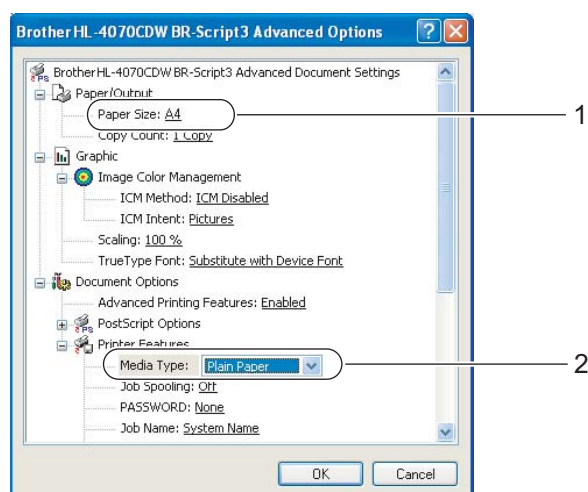 Brother HL-4070CDW BR-Script3 Advanced Options
Brother HL-4070CDW BR-Script3 Advanced Document Settings
Paper/Output
Paper Size: A4
1
Copy Count: 1 Copy
Graphic
Image Color Management
ICM Method: ICM Disabled
ICM Intent: Pictures
Scaling: 100 %
TrueType Font: Substitute with Device Font
Document Options
Advanced Printing Features: Enabled
PostScript Options
Printer Features
Media Type: Plain Paper
2
Job Spooling: Off
PASSWORD: None
Job Name: System Name
OK Cancel